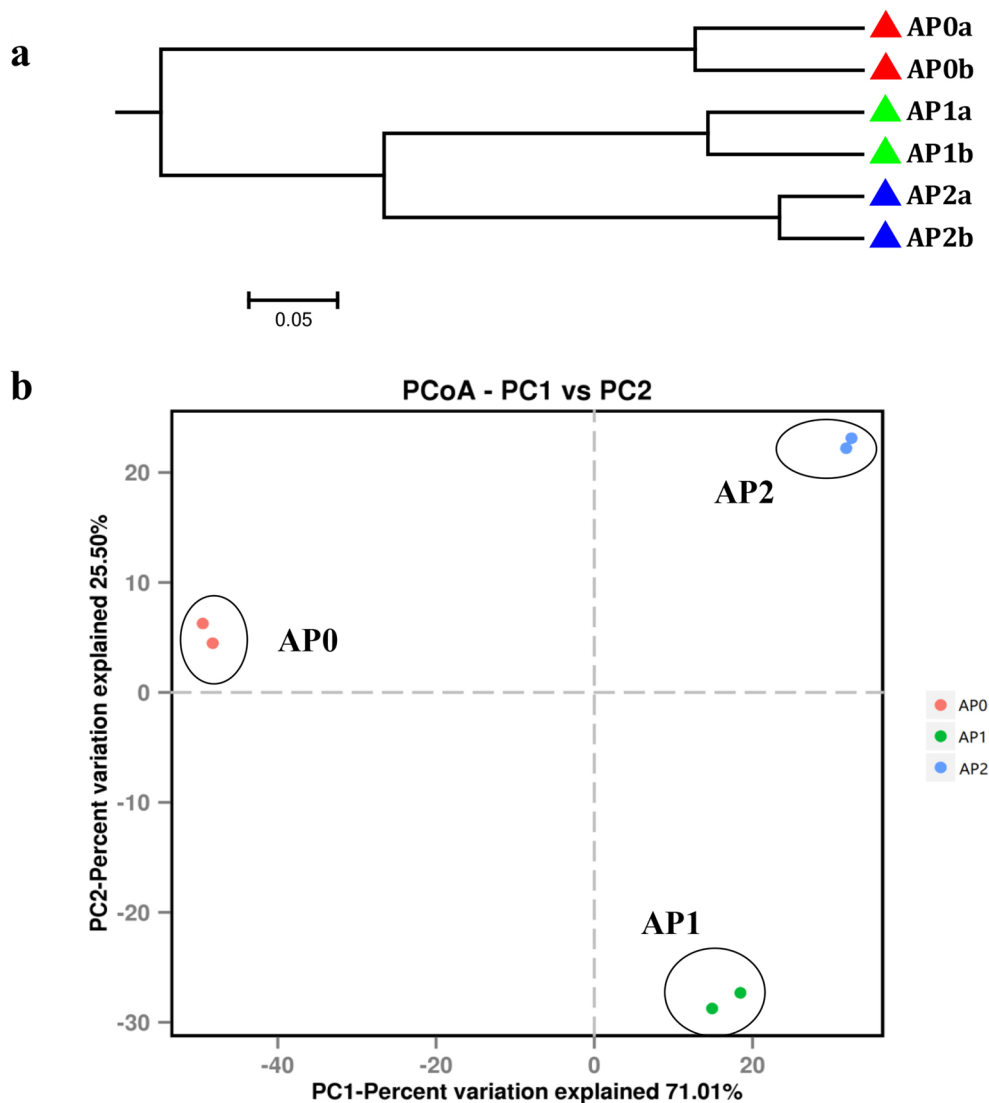 a
AP0a
AP0b
AP1a
AP1b
AP2a
AP2b
0.05
b
PCoA - PC1 vs PC2
PC2-Percent variation explained 25.50%
20
10
0
-10
-20
-30
AP2
AP0
AP1
AP0
AP1
AP2
-40
-20
0
20
PC1-Percent variation explained 71.01%